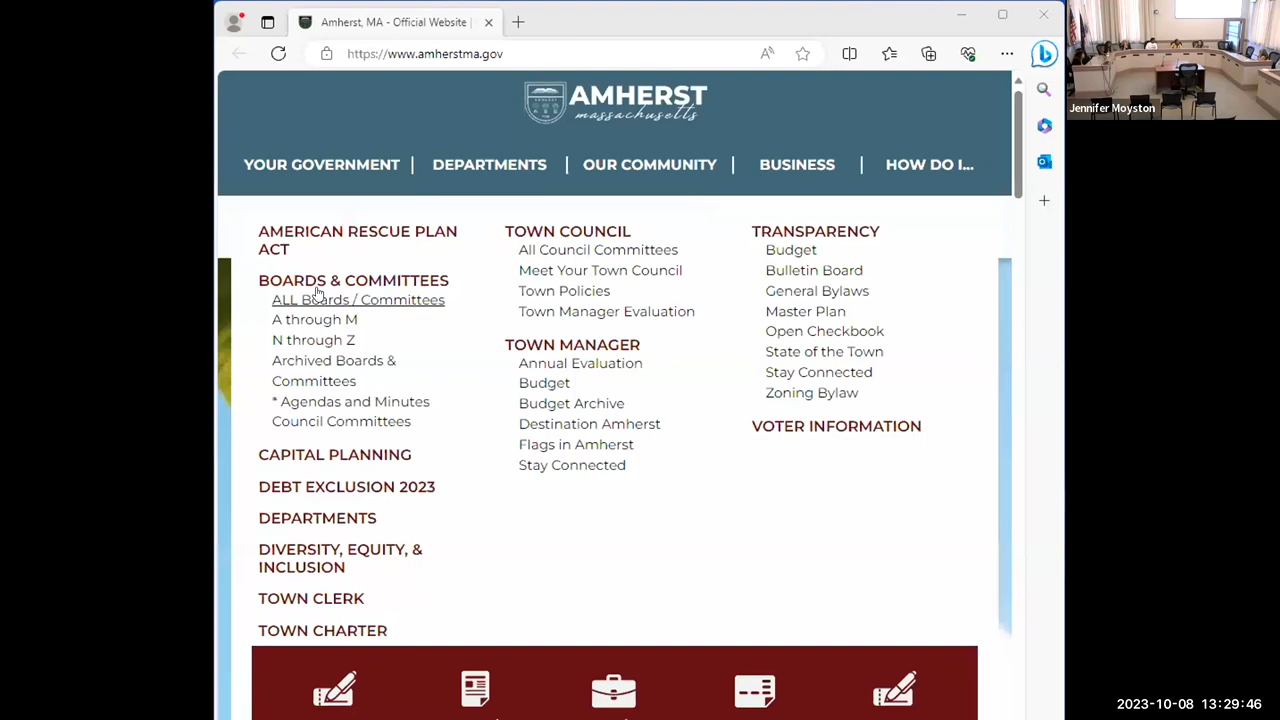 Amherst, MA - Official Website |
https://www.amherstma.gov
AMHERST
massachusetts
YOUR GOVERNMENT | DEPARTMENTS | OUR COMMUNITY | BUSINESS | HOW DO I...
AMERICAN RESCUE PLAN
ACT
BOARDS & COMMITTEES
ALL Boards / Committees
A through M
N through Z
Archived Boards &
Committees
* Agendas and Minutes
Council Committees
CAPITAL PLANNING
DEBT EXCLUSION 2023
DEPARTMENTS
DIVERSITY, EQUITY, &
INCLUSION
TOWN CLERK
TOWN CHARTER
TOWN COUNCIL
All Council Committees
Meet Your Town Council
Town Policies
Town Manager Evaluation
TOWN MANAGER
Annual Evaluation
Budget
Budget Archive
Destination Amherst
Flags in Amherst
Stay Connected
TRANSPARENCY
Budget
Bulletin Board
General Bylaws
Master Plan
Open Checkbook
State of the Town
Stay Connected
Zoning Bylaw
VOTER INFORMATION
Jennifer Moyston
2023-10-08 13:29:46